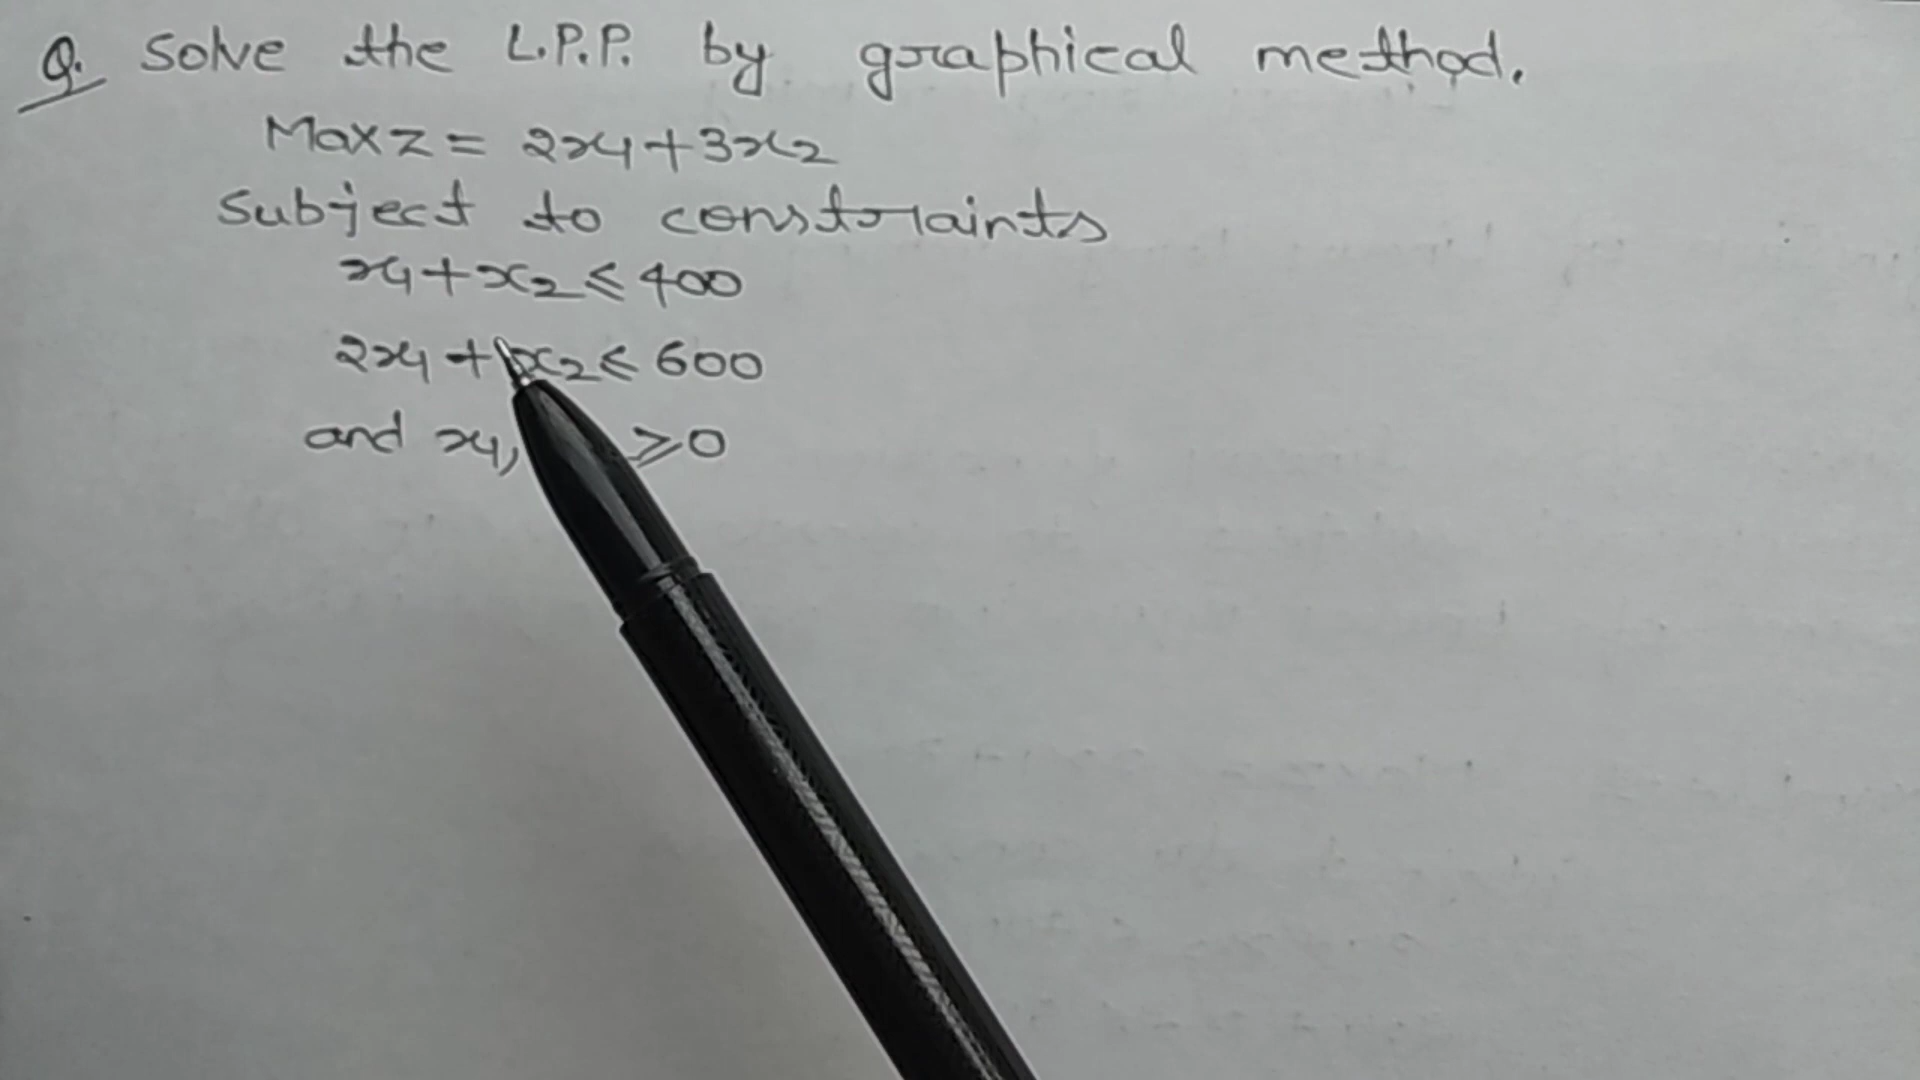 Q. Solve the L.P.P. by graphical method.
Max z = 2x₁ + 3x₂
Subject to constraints
x₁ + x₂ ≤ 400
2x₁ + x₂ ≤ 600
and x₁, ≥ 0